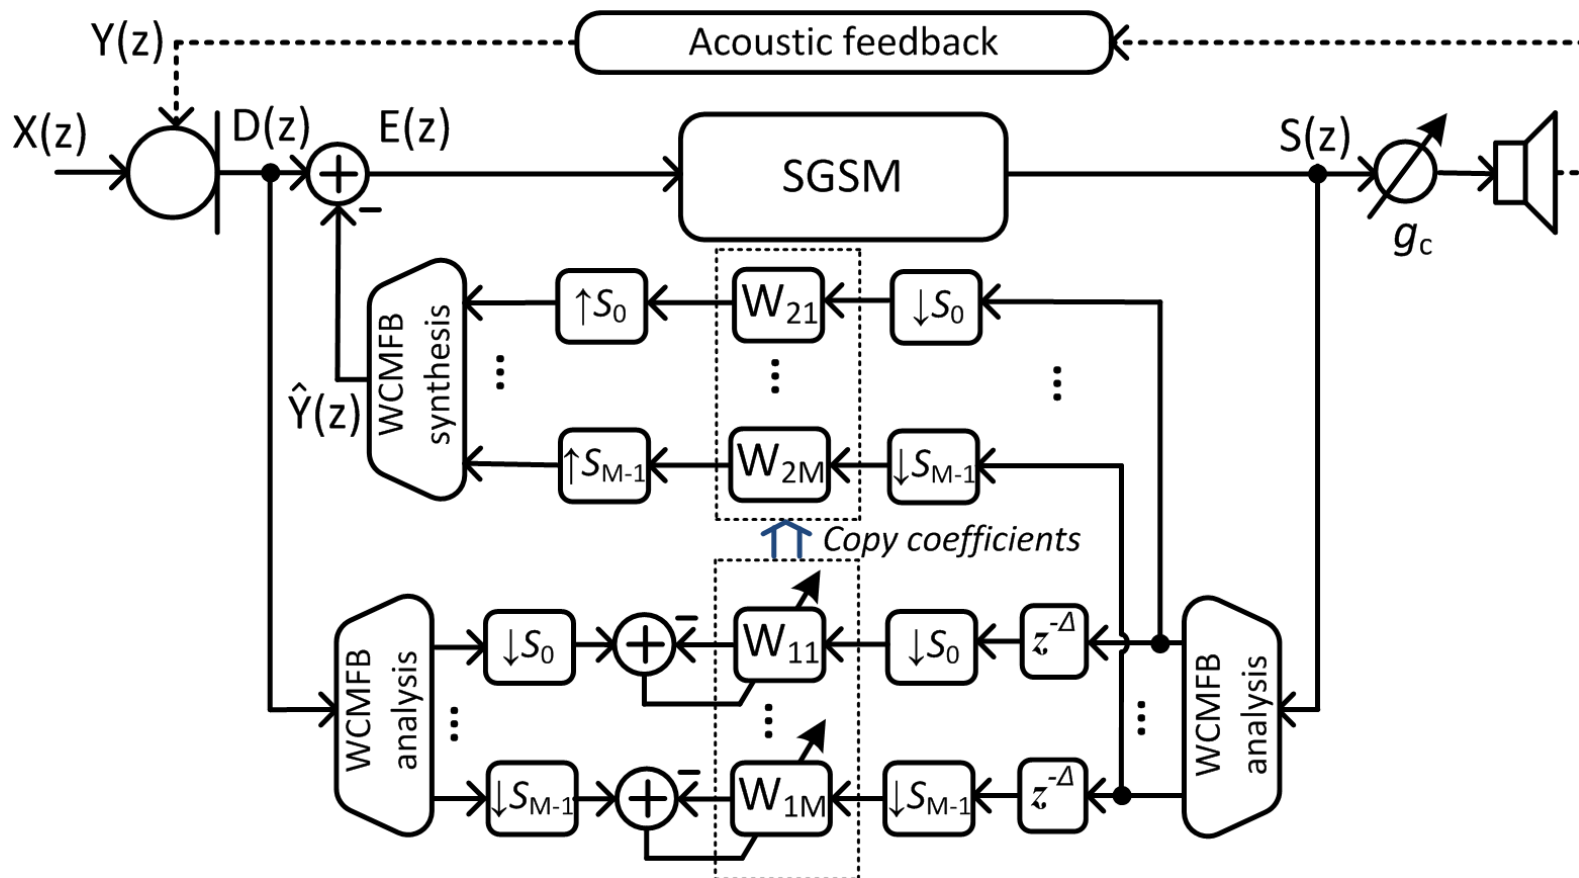 Y(z)
Acoustic feedback
X(z)
D(z)
E(z)
SGSM
S(z)
+
−
g_c
WCMFB
synthesis
↑S_0
W_21
↓S_0
⋮
⋮
⋮
Ŷ(z)
↑S_M-1
W_2M
↓S_M-1
Copy coefficients
WCMFB
analysis
↓S_0
+
−
W_11
↓S_0
z^-Δ
WCMFB
analysis
⋮
⋮
⋮
↓S_M-1
+
−
W_1M
↓S_M-1
z^-Δ